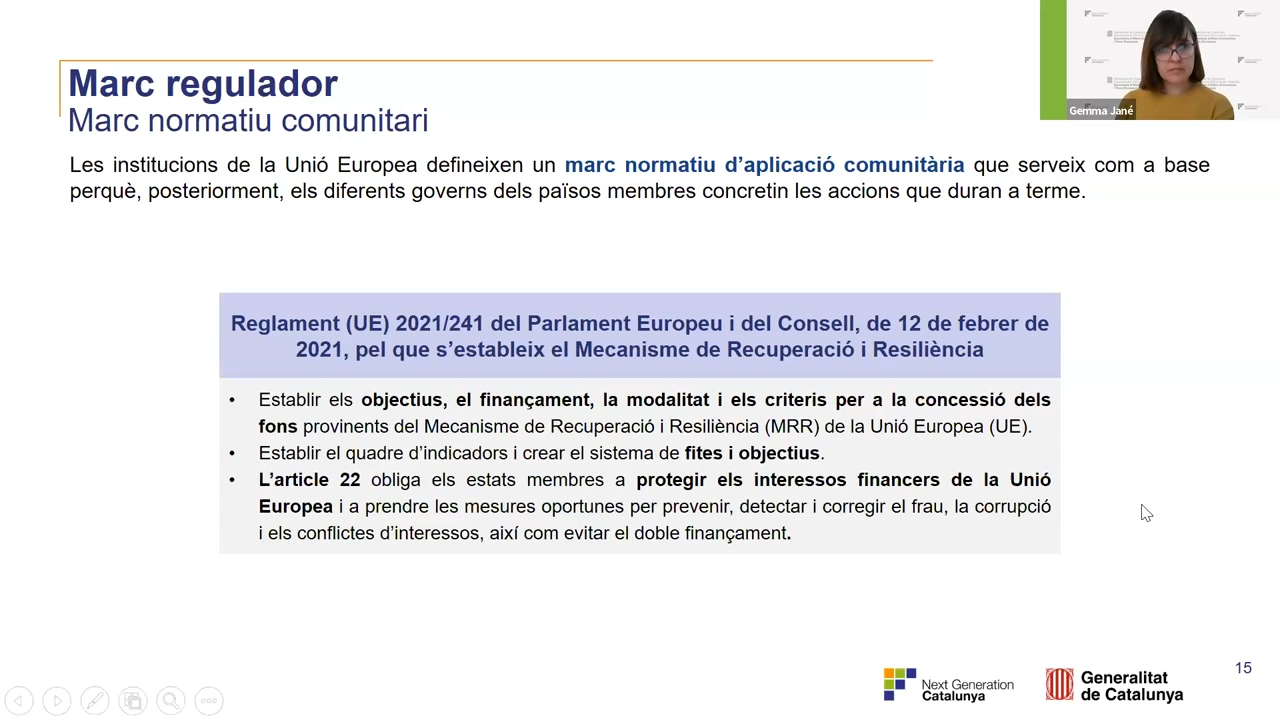 Marc regulador
Marc normatiu comunitari
Gemma Jané
Les institucions de la Unió Europea defineixen un marc normatiu d’aplicació comunitària que serveix com a base
perquè, posteriorment, els diferents governs dels països membres concretin les accions que duran a terme.
Reglament (UE) 2021/241 del Parlament Europeu i del Consell, de 12 de febrer de
2021, pel que s’estableix el Mecanisme de Recuperació i Resiliència
• Establir els objectius, el finançament, la modalitat i els criteris per a la concessió dels
fons provinents del Mecanisme de Recuperació i Resiliència (MRR) de la Unió Europea (UE).
• Establir el quadre d’indicadors i crear el sistema de fites i objectius.
• L’article 22 obliga els estats membres a protegir els interessos financers de la Unió
Europea i a prendre les mesures oportunes per prevenir, detectar i corregir el frau, la corrupció
i els conflictes d’interessos, així com evitar el doble finançament.
15
Next Generation
Catalunya
Generalitat
de Catalunya